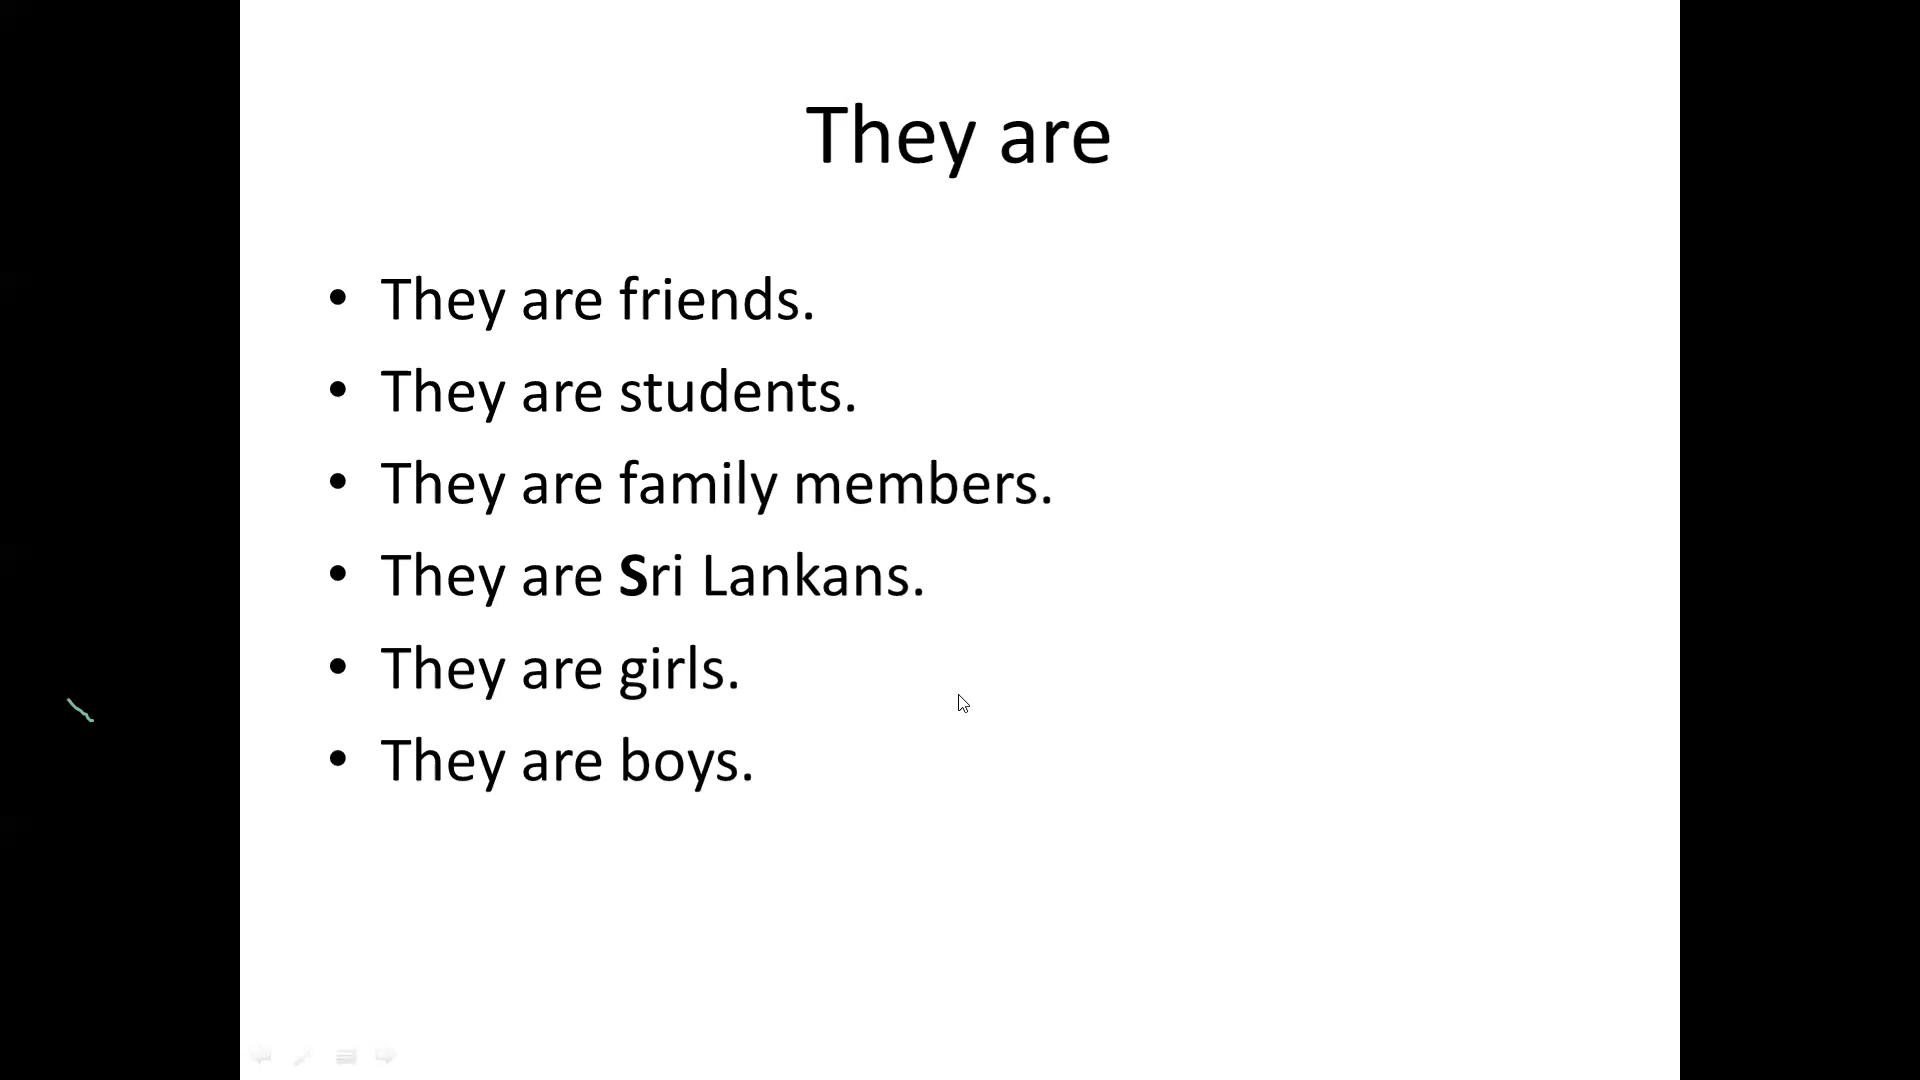 They are
• They are friends.
• They are students.
• They are family members.
• They are Sri Lankans.
• They are girls.
• They are boys.